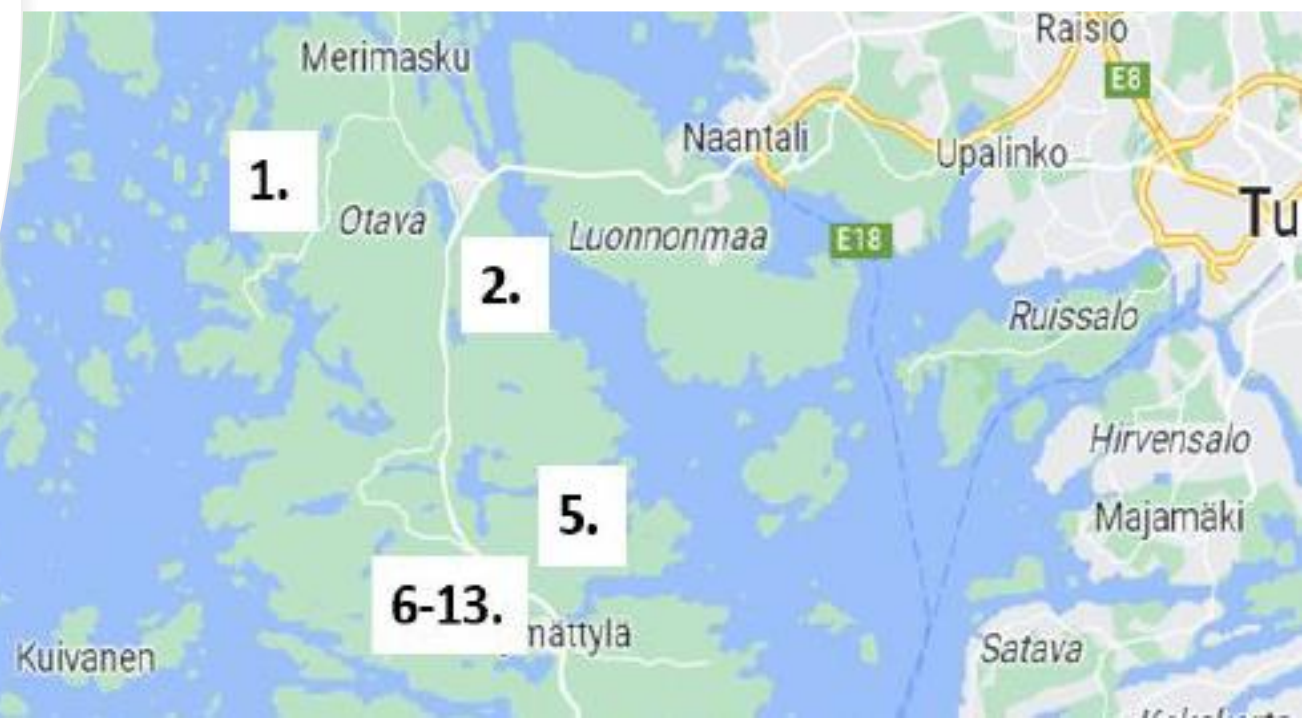 Raisio
Merimasku
E8
Naantali
Upalinko
1.
Tu
Otava
Luonnonmaa
E18
2.
Ruissalo
Hirvensalo
5.
Majamäki
6-13.
mättylä
Satava
Kuivanen